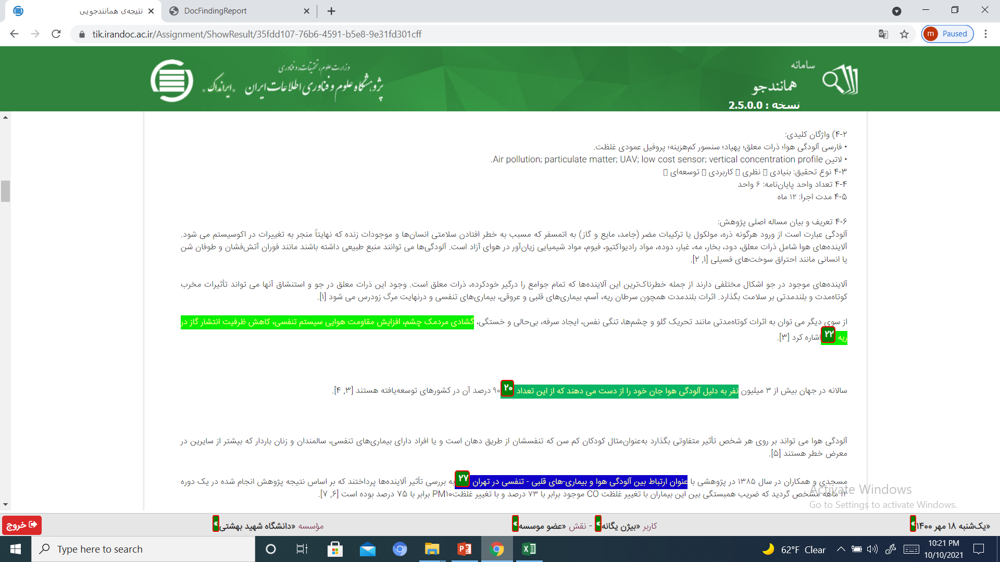 نتیجه‌ی همانندجویی
DocFindingReport
tik.irandoc.ac.ir/Assignment/ShowResult/35fdd107-76b6-4591-b5e8-9e31fd301cff
m Paused
سامانه
همانندجو
نسخه : 2.5.0.0
وزارت علوم، تحقیقات، و فناوری
پژوهشگاه علوم و فناوری اطلاعات ایران «ایرانداک»
۴-۲) واژگان کلیدی:
• فارسی آلودگی هوا؛ ذرات معلق؛ پهپاد؛ سنسور کم‌هزینه؛ پروفیل عمودی غلظت.
• لاتین Air pollution; particulate matter; UAV; low cost sensor; vertical concentration profile.
۴-۳ نوع تحقیق: بنیادی نظری کاربردی توسعه‌ای
۴-۴ تعداد واحد پایان‌نامه: ۶ واحد
۴-۵ مدت اجرا: ۱۲ ماه
۴-۶ تعریف و بیان مساله اصلی پژوهش:
آلودگی عبارت است از ورود هرگونه ذره، مولکول یا ترکیبات مضر (جامد، مایع و گاز) به اتمسفر که مسبب به خطر افتادن سلامتی انسان‌ها و موجودات زنده که نهایتاً منجر به تغییرات در اکوسیستم می شود.
آلاینده‌های هوا شامل ذرات معلق، دود، بخار، مه، غبار، دوده، مواد رادیواکتیو، فیوم، مواد شیمیایی زیان‌آور در هوای آزاد است. آلودگی‌ها می توانند منبع طبیعی داشته باشند مانند فوران آتش‌فشان و طوفان شن
یا انسانی مانند احتراق سوخت‌های فسیلی [۱, ۲].
آلاینده‌های موجود در جو اشکال مختلفی دارند از جمله خطرناک‌ترین این آلاینده‌ها که تمام جوامع را درگیر خودکرده، ذرات معلق است. وجود این ذرات معلق در جو و استنشاق آنها می تواند تأثیرات مخرب
کوتاه‌مدت و بلندمدتی بر سلامت بگذارد. اثرات بلندمدت همچون سرطان ریه، آسم، بیماری‌های قلبی و عروقی، بیماری‌های تنفسی و درنهایت مرگ زودرس می شود [۱].
از سوی دیگر می توان به اثرات کوتاه‌مدتی مانند تحریک گلو و چشم‌ها، تنگی نفس، ایجاد سرفه، بی‌حالی و خستگی، گشادی مردمک چشم، افزایش مقاومت هوایی سیستم تنفسی، کاهش ظرفیت انتشار گاز در
ریه ۲۲ اشاره کرد [۳].
سالانه در جهان بیش از ۳ میلیون نفر به دلیل آلودگی هوا جان خود را از دست می دهند که از این تعداد ۲۰ ۹۰ درصد آن در کشورهای توسعه‌یافته هستند [۳, ۴].
آلودگی هوا می تواند بر روی هر شخص تأثیر متفاوتی بگذارد به‌عنوان‌مثال کودکان کم سن که تنفسشان از طریق دهان است و یا افراد دارای بیماری‌های تنفسی، سالمندان و زنان باردار که بیشتر از سایرین در
معرض خطر هستند [۵].
مسجدی و همکاران در سال ۱۳۸۵ در پژوهشی با عنوان ارتباط بین آلودگی هوا و بیماری-های قلبی - تنفسی در تهران ۲۷ به بررسی تأثیر آلاینده‌ها پرداختند که بر اساس نتیجه پژوهش انجام شده در یک دوره
۱۲ ماهه مشخص گردید که ضریب همبستگی بین این بیماران با تغییر غلظت CO موجود برابر با ۷۳ درصد و با تغییر غلظت PM۱۰ برابر با ۷۵ درصد بوده است [۶, ۷].
Activate Windows
Go to Settings to activate Windows.
«یک‌شنبه ۱۸ مهر ۱۴۰۰»
کاربر «بیژن یگانه» - نقش «عضو موسسه»
مؤسسه «دانشگاه شهید بهشتی»
خروج
Type here to search
62°F Clear
10:21 PM
10/10/2021